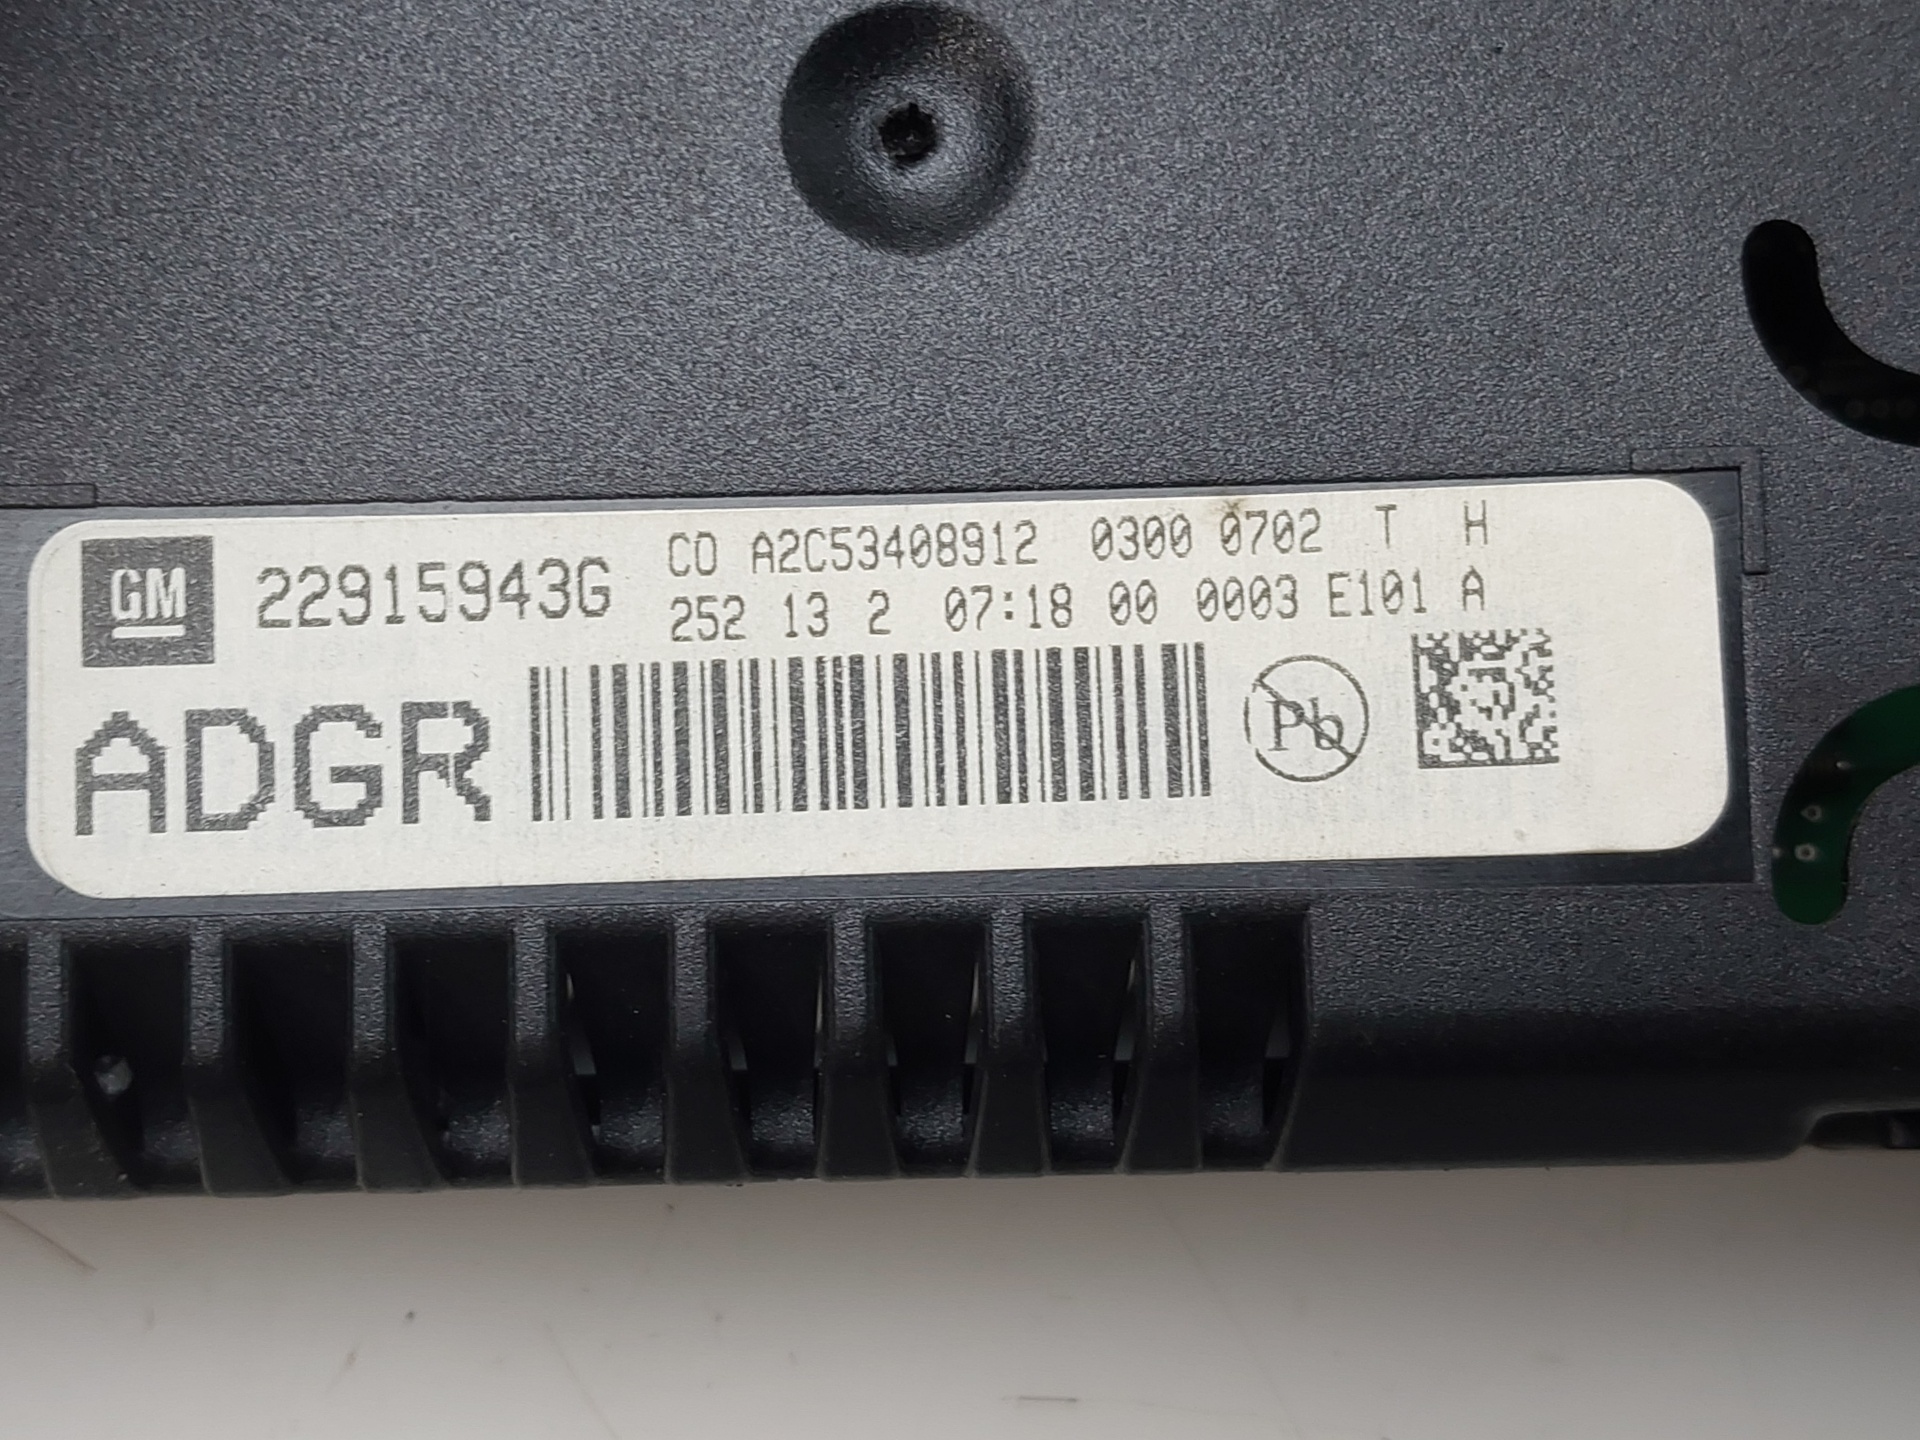 GM
22915943G
CO A2C53408912 0300 0702 T H
252 13 2 07:18 00 0003 E101 A
ADGR
Pb